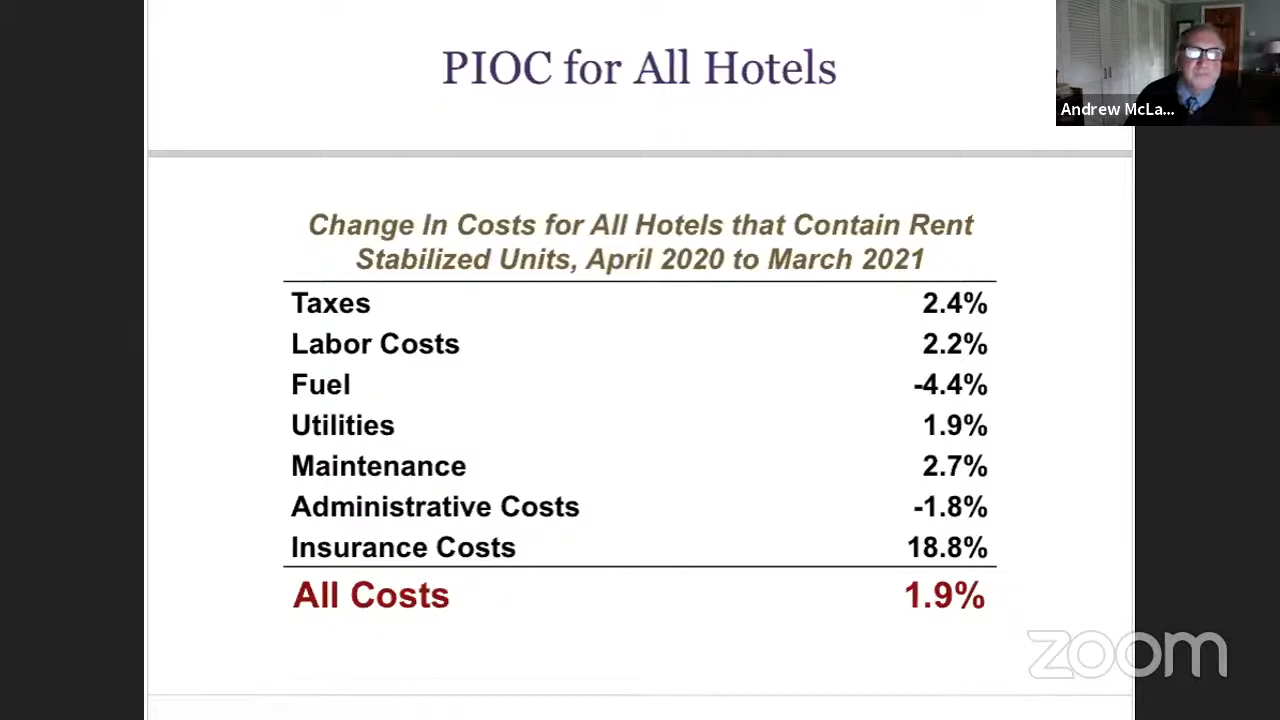 PIOC for All Hotels
Andrew McLa...
Change In Costs for All Hotels that Contain Rent
Stabilized Units, April 2020 to March 2021
Taxes 2.4%
Labor Costs 2.2%
Fuel -4.4%
Utilities 1.9%
Maintenance 2.7%
Administrative Costs -1.8%
Insurance Costs 18.8%
All Costs 1.9%
zoom